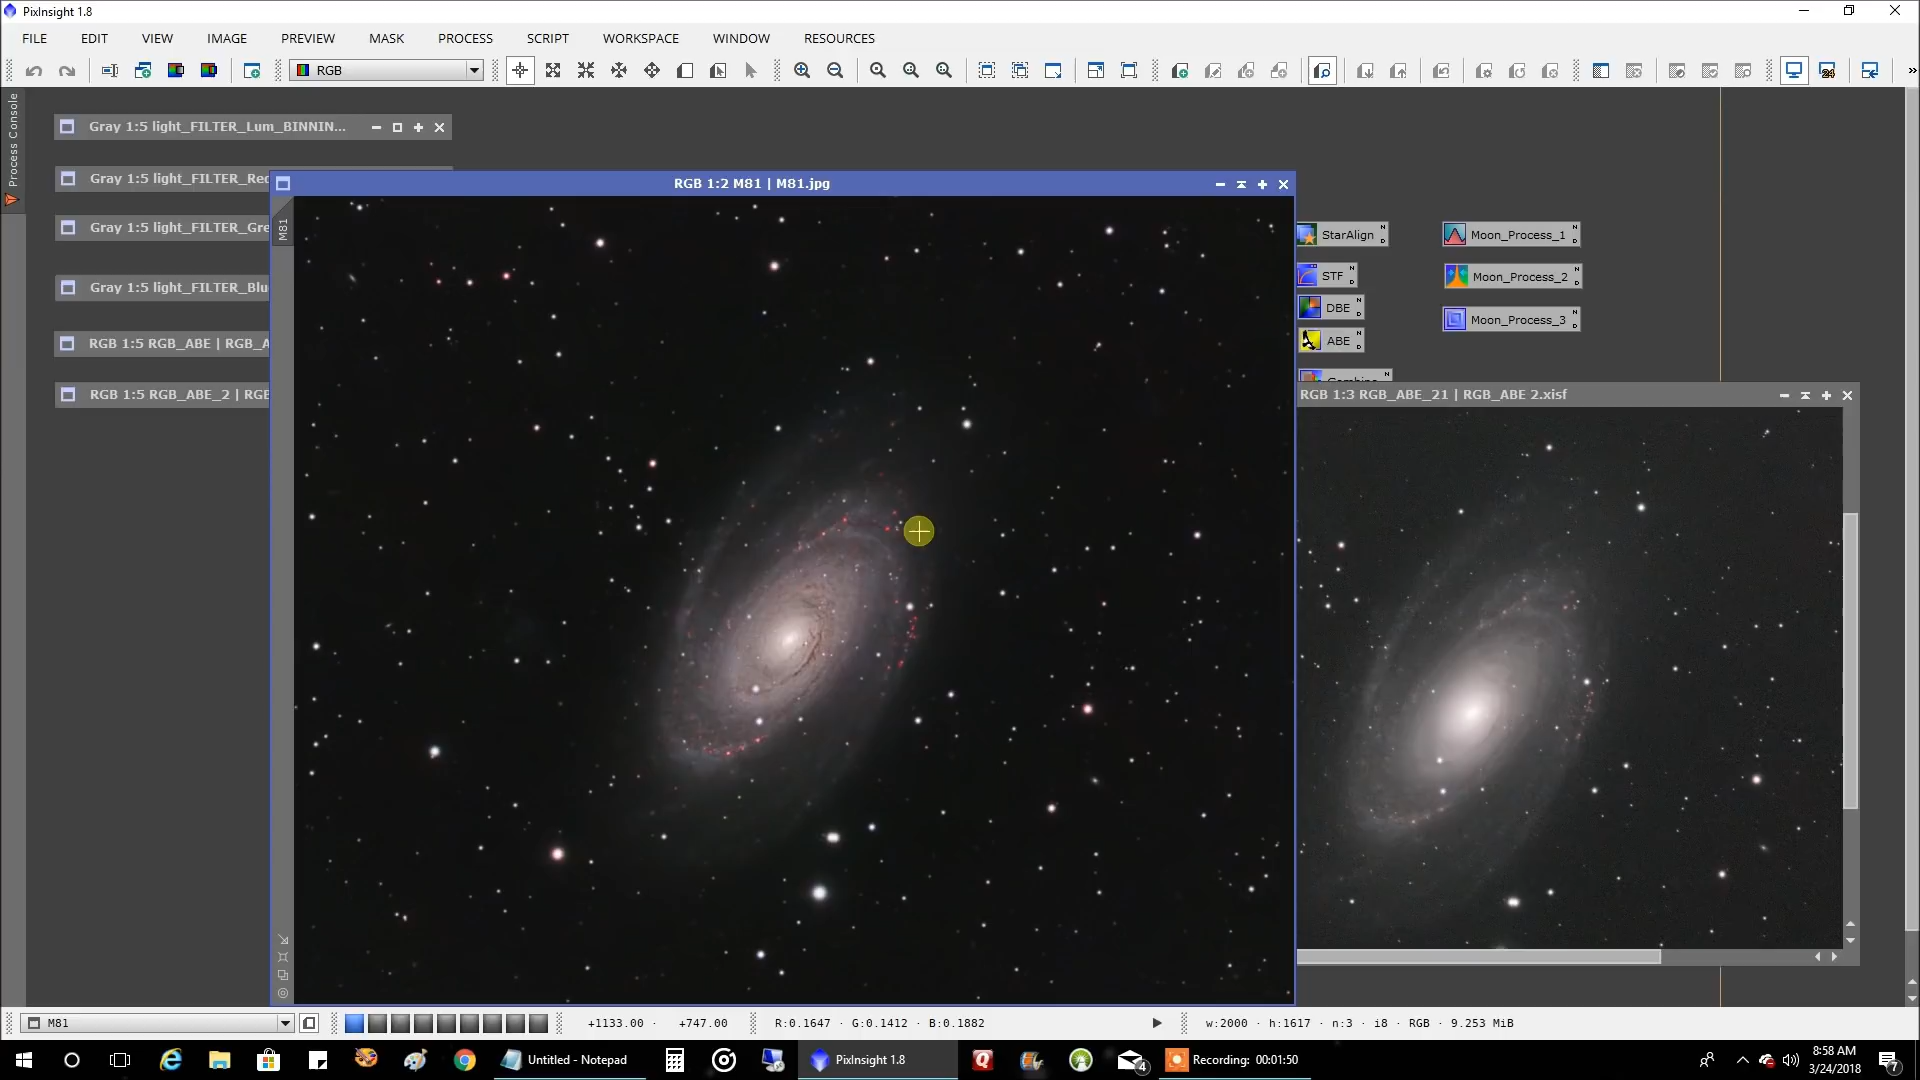 PixInsight 1.8
FILE EDIT VIEW IMAGE PREVIEW MASK PROCESS SCRIPT WORKSPACE WINDOW RESOURCES
RGB
24
Process Console
Gray 1:5 light_FILTER_Lum_BINNIN...
Gray 1:5 light_FILTER_Rec
Gray 1:5 light_FILTER_Gre
Gray 1:5 light_FILTER_Blu
RGB 1:5 RGB_ABE | RGB_A
RGB 1:5 RGB_ABE_2 | RGE
RGB 1:2 M81 | M81.jpg
M81
StarAlign
STF
DBE
ABE
Moon_Process_1
Moon_Process_2
Moon_Process_3
RGB 1:3 RGB_ABE_21 | RGB_ABE 2.xisf
M81
+1133.00 · +747.00
R:0.1647 · G:0.1412 · B:0.1882
w:2000 · h:1617 · n:3 · i8 · RGB · 9.253 MiB
Untitled - Notepad
PixInsight 1.8
4
Recording: 00:01:50
8:58 AM
3/24/2018
7